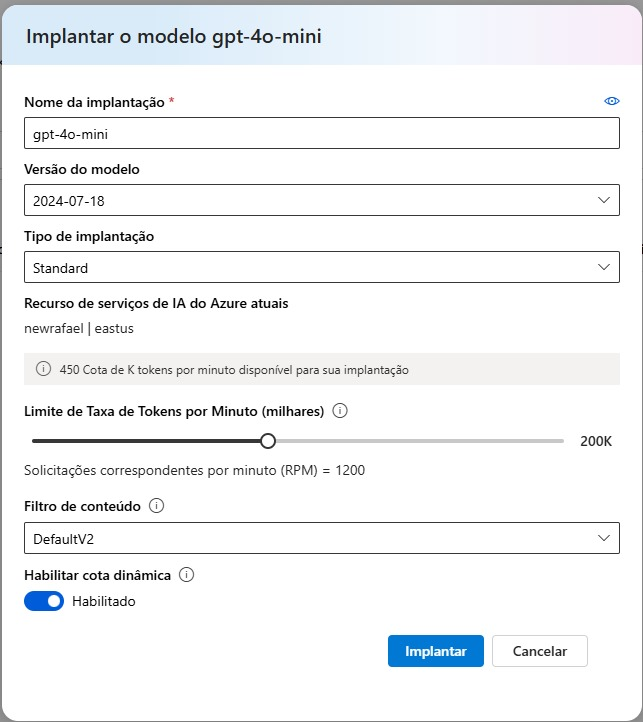 Implantar o modelo gpt-4o-mini
Nome da implantação *
gpt-4o-mini
Versão do modelo
2024-07-18
Tipo de implantação
Standard
Recurso de serviços de IA do Azure atuais
newrafael | eastus
450 Cota de K tokens por minuto disponível para sua implantação
Limite de Taxa de Tokens por Minuto (milhares)
200K
Solicitações correspondentes por minuto (RPM) = 1200
Filtro de conteúdo
DefaultV2
Habilitar cota dinâmica
Habilitado
Implantar Cancelar